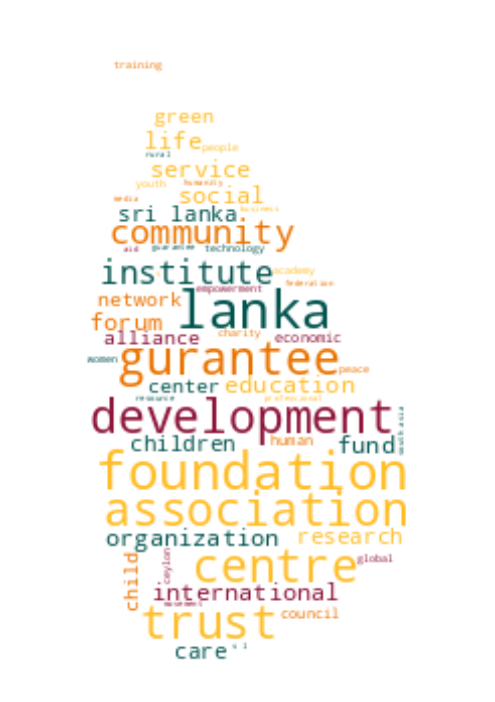 training
green
life people
rural
service
youth humanity
media social
business
sri lanka
community
aid gurantee technology
institute academy
federation
empowerment
network lanka
forum
charity
alliance economic
women gurantee
peace
center education
resource professional
development south asia
children human fund
foundation
association
organization research
centre global
ceylon
child
international
movement
trust council
care